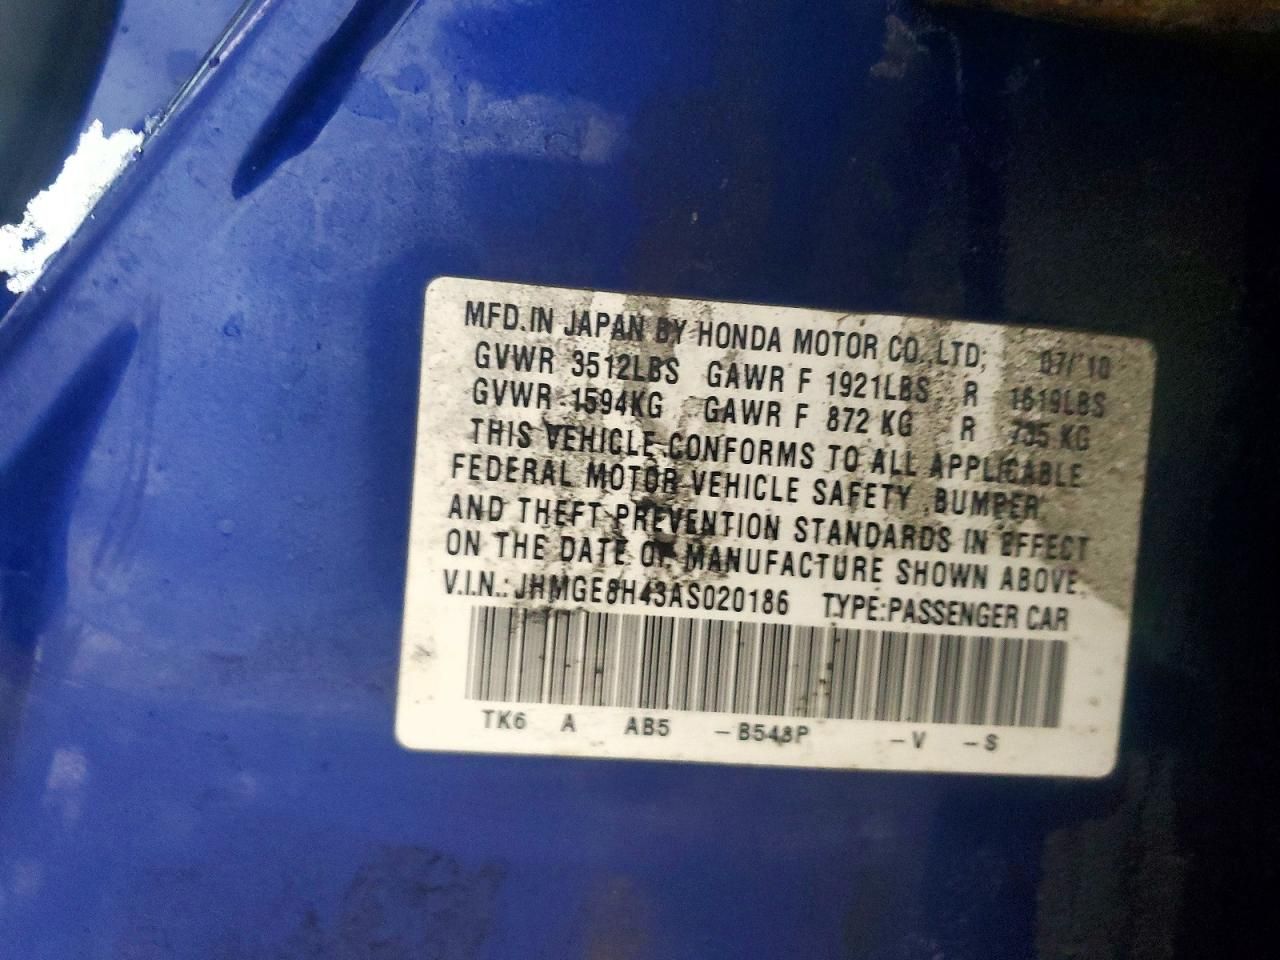 MFD. IN JAPAN BY HONDA MOTOR CO., LTD; 07/'10
GVWR 3512LBS GAWR F 1921LBS R 1619LBS
GVWR 1594KG GAWR F 872 KG R 735 KG
THIS VEHICLE CONFORMS TO ALL APPLICABLE
FEDERAL MOTOR VEHICLE SAFETY, BUMPER
AND THEFT PREVENTION STANDARDS IN EFFECT
ON THE DATE OF MANUFACTURE SHOWN ABOVE.
V.I.N.: JHMGE8H43AS020186 TYPE:PASSENGER CAR
TK6 A AB5 -B548P -V -S